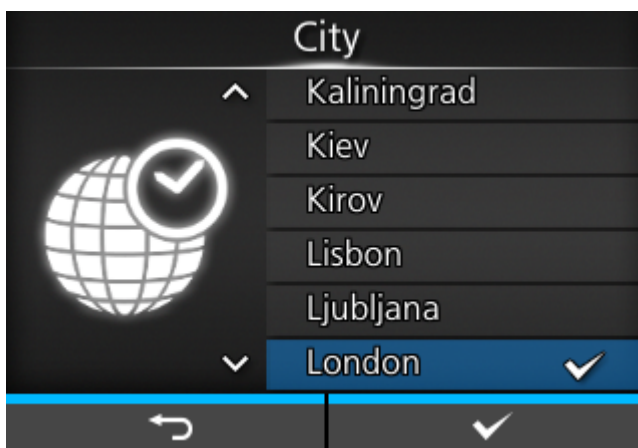 City
Kaliningrad
Kiev
Kirov
Lisbon
Ljubljana
London